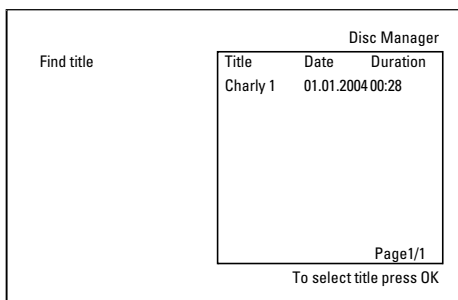 Disc Manager
Find title
Title Date Duration
Charly 1 01.01.2004 00:28
Page1/1
To select title press OK